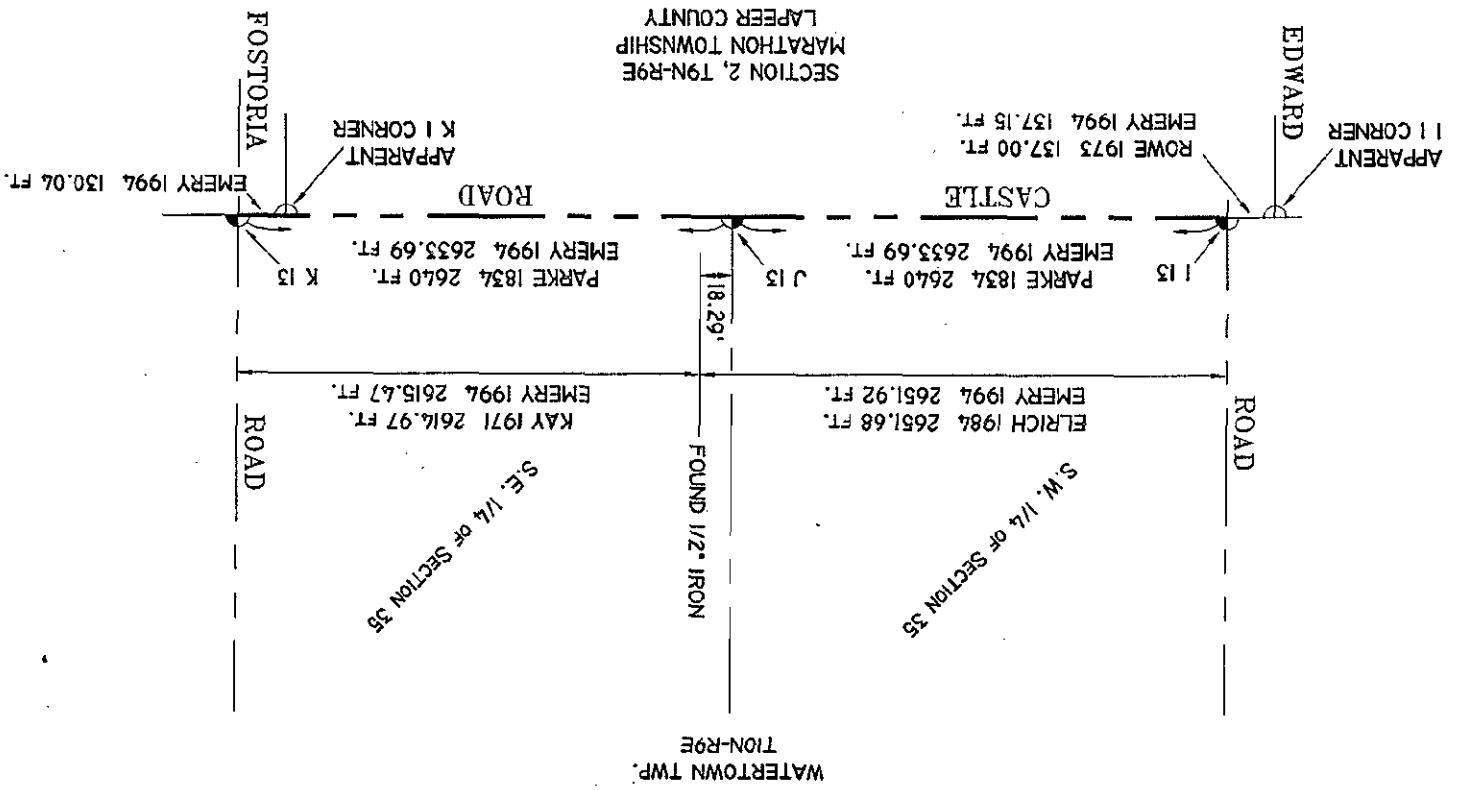 WATERTOWN TWP.
T10N-R9E
S.W. 1/4 OF SECTION 35
S.E. 1/4 OF SECTION 35
FOUND 1/2" IRON
ROAD
ELRICH 1984 2651.68 FT.
EMERY 1994 2651.92 FT.
KAY 1971 2614.97 FT.
EMERY 1994 2615.47 FT.
ROAD
18.29'
I 13
PARKE 1834 2640 FT.
EMERY 1994 2633.69 FT.
J 13
PARKE 1834 2640 FT.
EMERY 1994 2633.69 FT.
K 13
CASTLE
ROAD
EMERY 1994 130.04 FT.
APPARENT
I 1 CORNER
EDWARD
ROWE 1973 137.00 FT.
EMERY 1994 137.15 FT.
APPARENT
K 1 CORNER
FOSTORIA
SECTION 2, T9N-R9E
MARATHON TOWNSHIP
LAPEER COUNTY